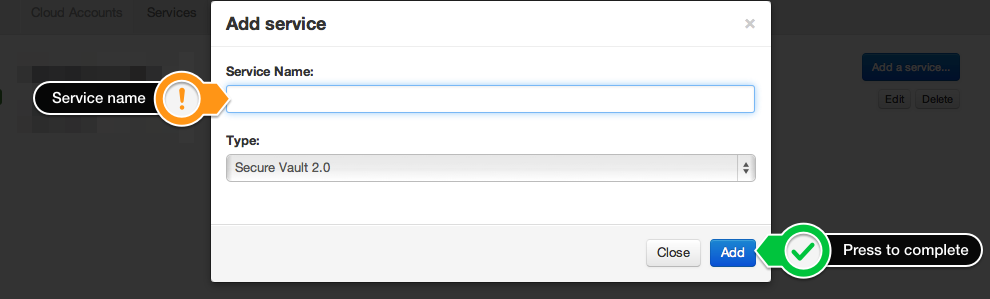 Cloud Accounts
Services
Add service
×
Service Name:
Add a service...
Service name
!
Edit
Delete
Type:
Secure Vault 2.0
Close
Add
Press to complete